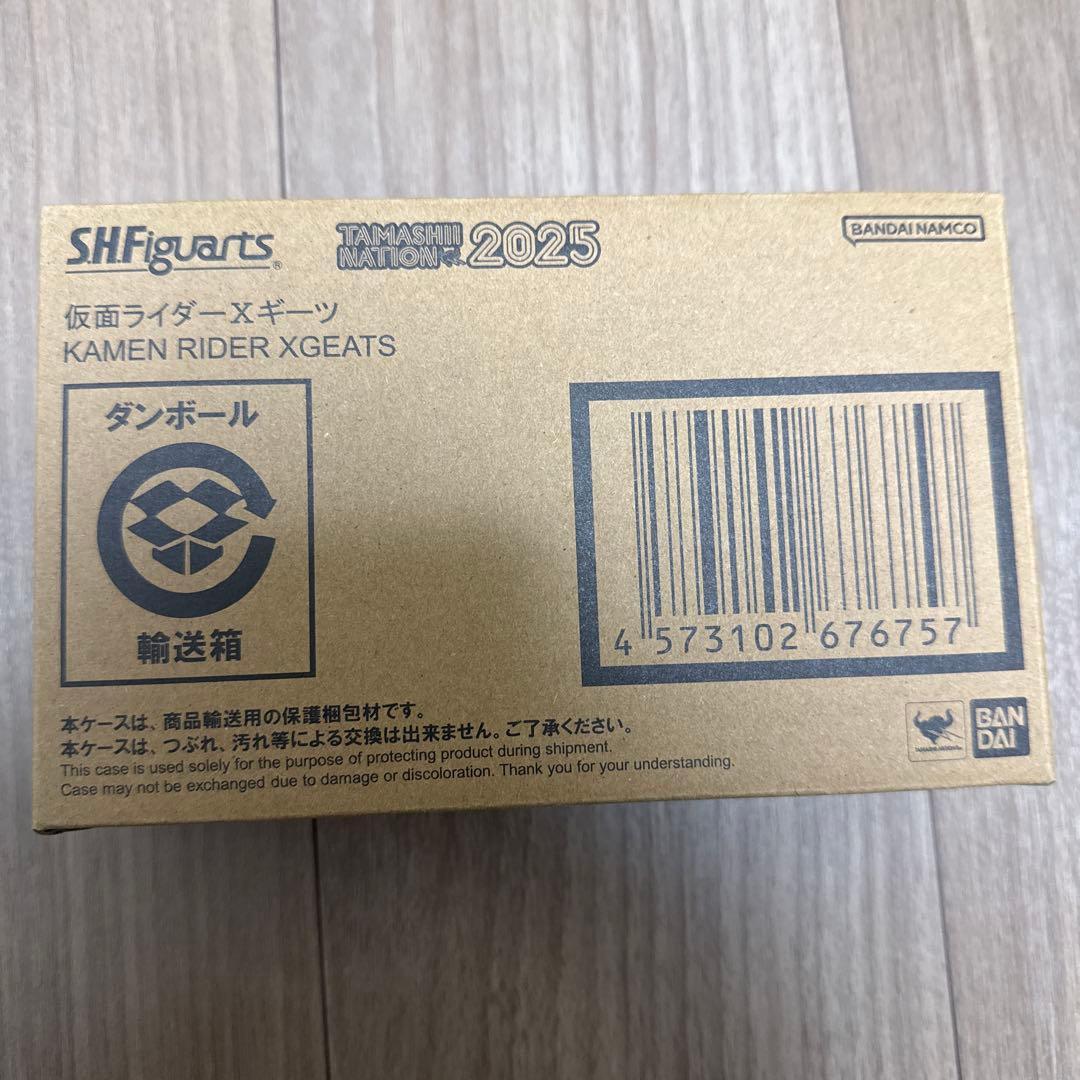 S.H.Figuarts®
TAMASHII NATION 2025
BANDAI NAMCO
仮面ライダーXギーツ
KAMEN RIDER XGEATS
ダンボール
輸送箱
4 573102 676757
本ケースは、商品輸送用の保護梱包材です。
本ケースは、つぶれ、汚れ等による交換は出来ません。ご了承ください。
This case is used solely for the purpose of protecting product during shipment.
Case may not be exchanged due to damage or discoloration. Thank you for your understanding.
TAMASHII NATIONS
BAN
DAI